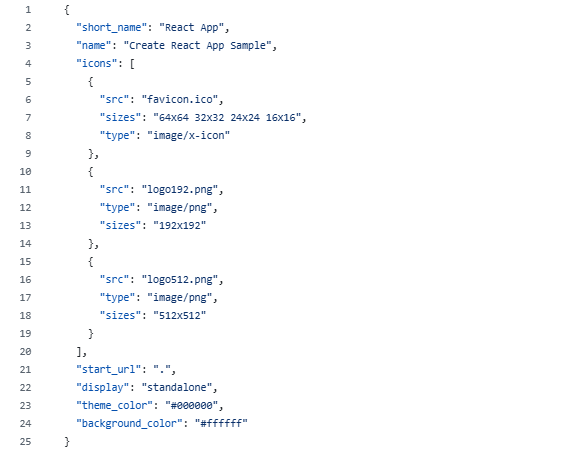 1 {
2   "short_name": "React App",
3   "name": "Create React App Sample",
4   "icons": [
5     {
6       "src": "favicon.ico",
7       "sizes": "64x64 32x32 24x24 16x16",
8       "type": "image/x-icon"
9     },
10     {
11       "src": "logo192.png",
12       "type": "image/png",
13       "sizes": "192x192"
14     },
15     {
16       "src": "logo512.png",
17       "type": "image/png",
18       "sizes": "512x512"
19     }
20   ],
21   "start_url": ".",
22   "display": "standalone",
23   "theme_color": "#000000",
24   "background_color": "#ffffff"
25 }